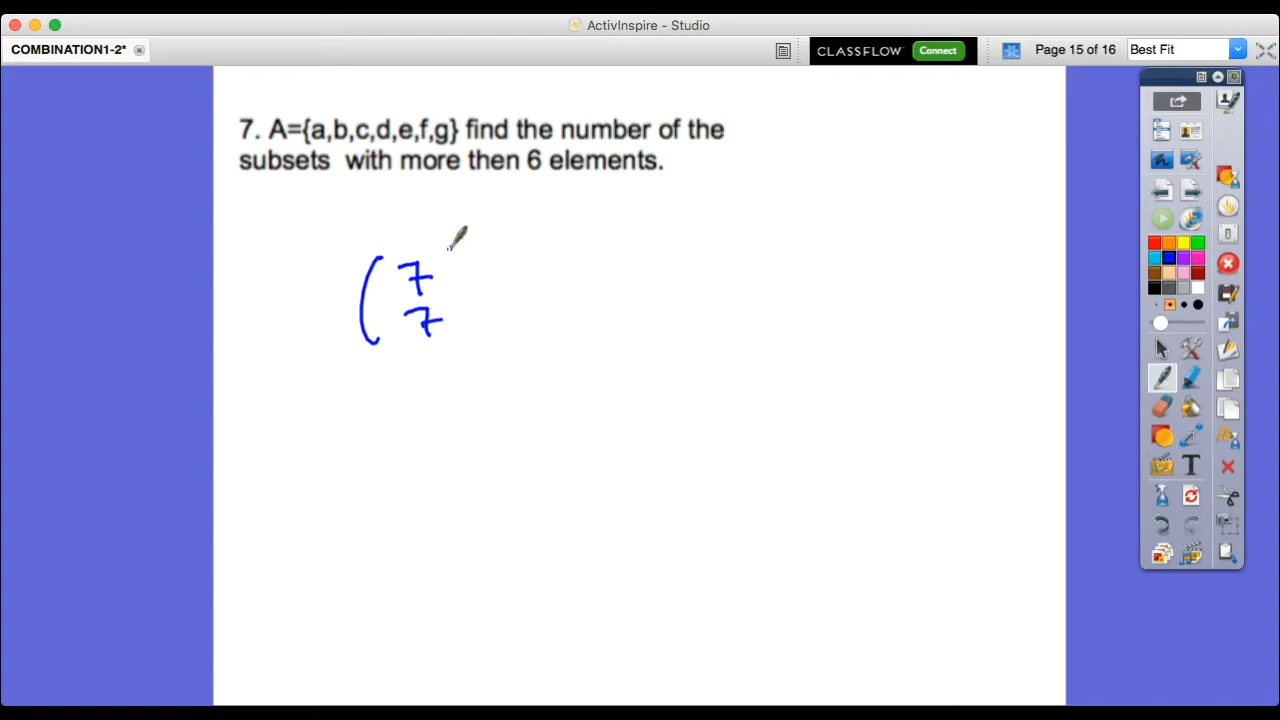 ActivInspire - Studio
COMBINATION1-2*
CLASSFLOW Connect
Page 15 of 16
Best Fit
7. A={a,b,c,d,e,f,g} find the number of the
subsets with more then 6 elements.
( 7
7
T